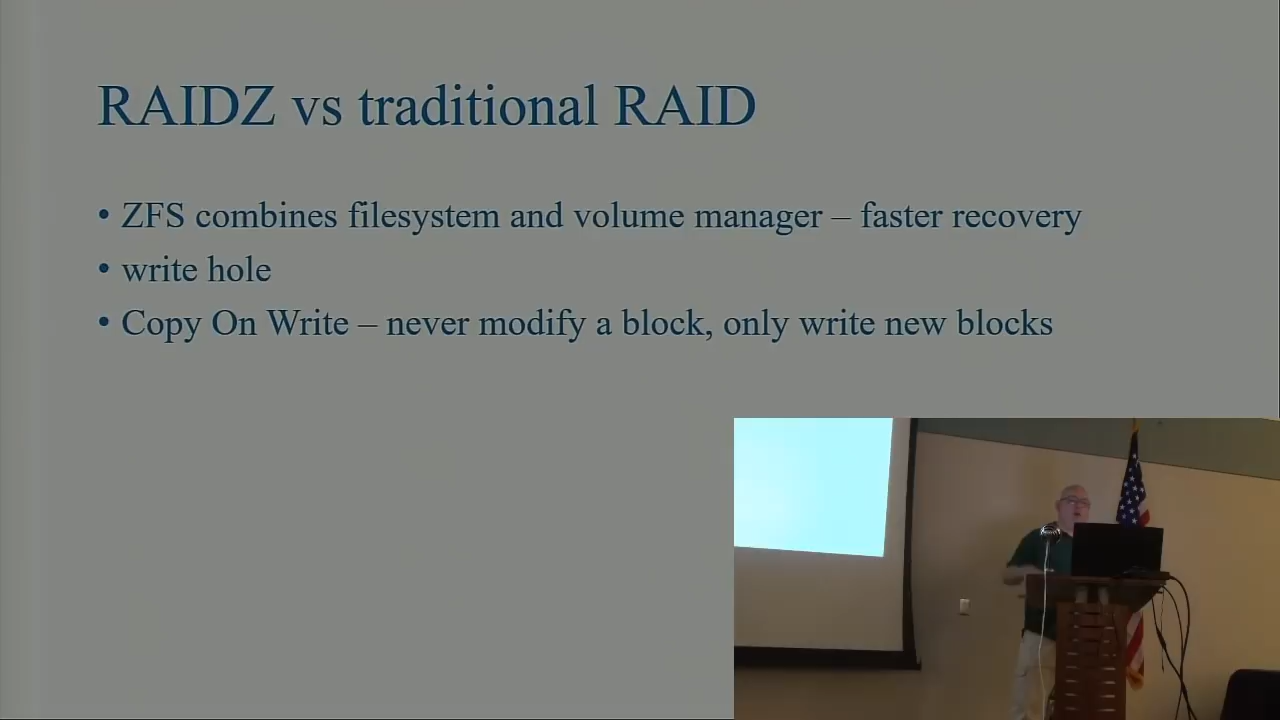 RAIDZ vs traditional RAID
• ZFS combines filesystem and volume manager – faster recovery
• write hole
• Copy On Write – never modify a block, only write new blocks